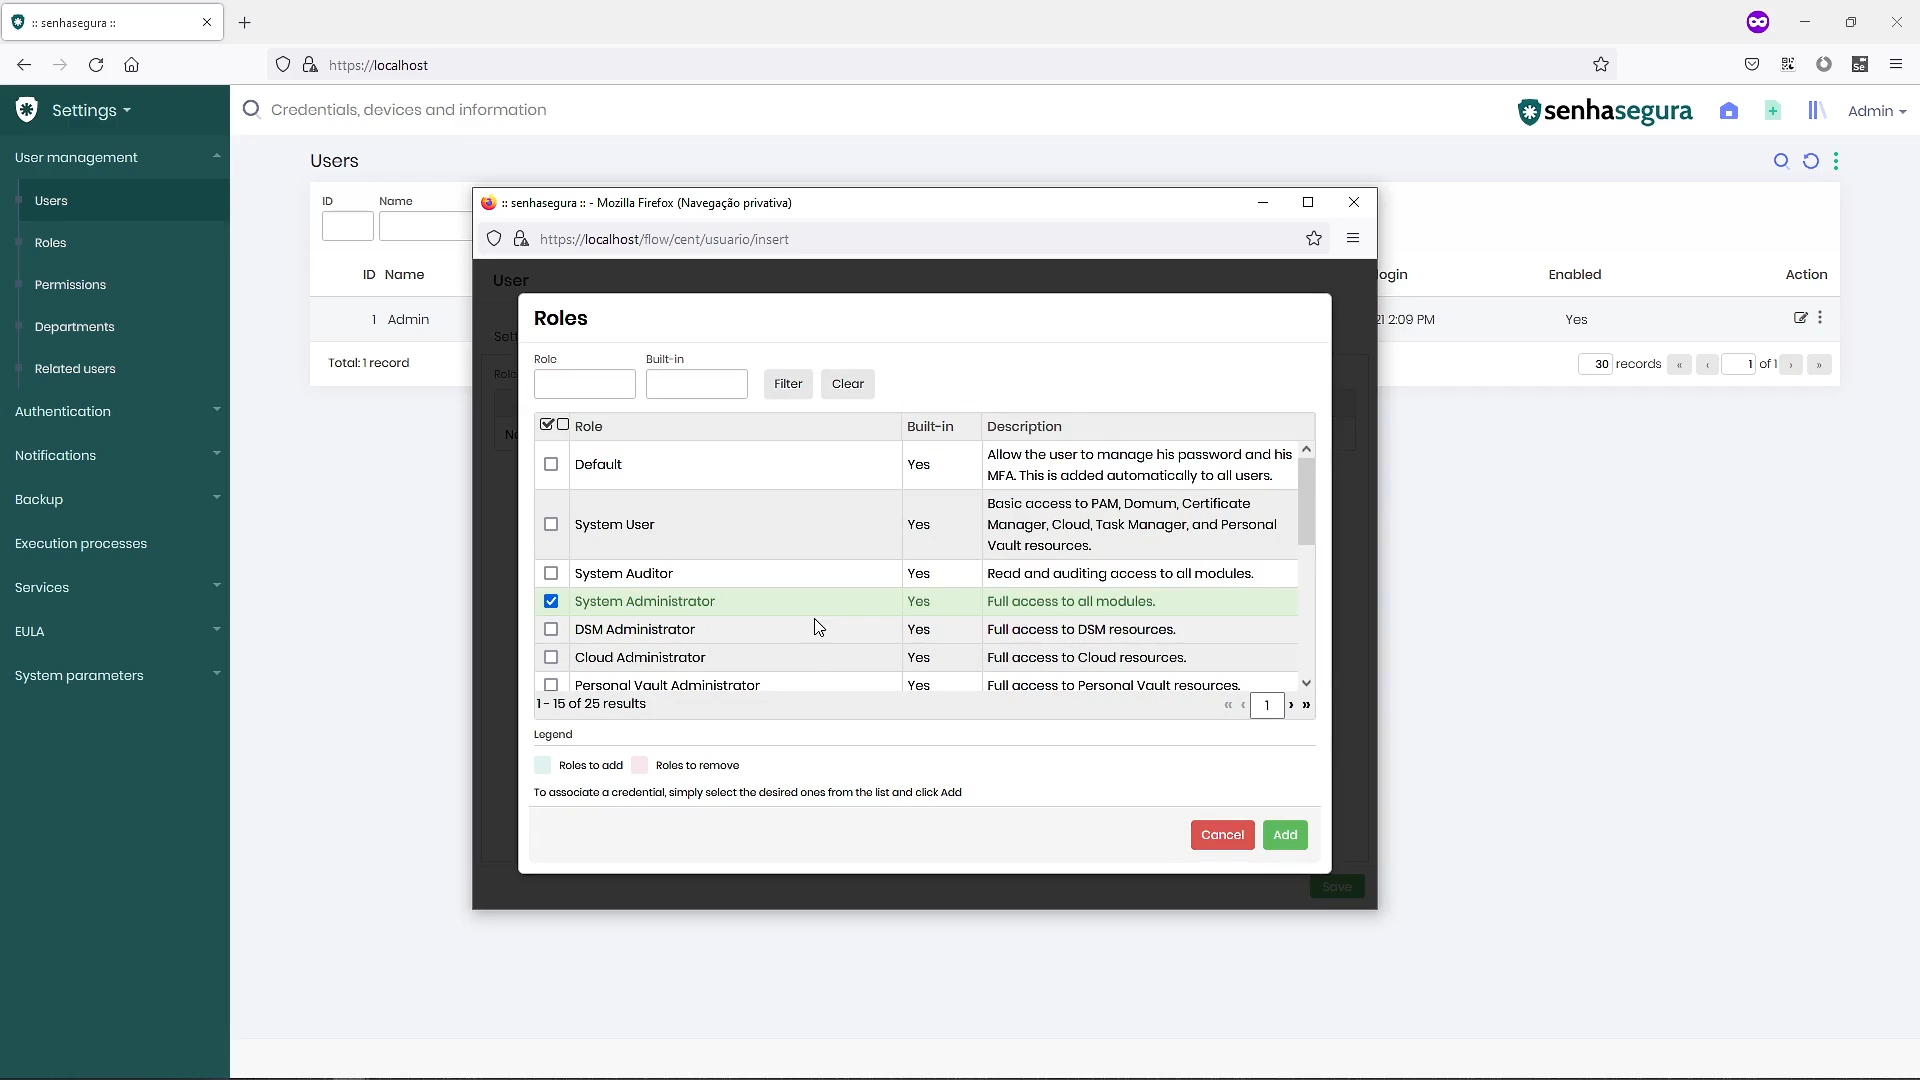 :: senhasegura ::
https://localhost
Se
Settings
Credentials, devices and information
senhasegura
Admin
User management
Users
Roles
Permissions
Departments
Related users
Authentication
Notifications
Backup
Execution processes
Services
EULA
System parameters
Users
ID Name
ID Name
1 Admin
Total: 1 record
Enabled
Action
21 2:09 PM
Yes
30 records « ‹ 1 of 1 › »
:: senhasegura :: - Mozilla Firefox (Navegação privativa)
https://localhost/flow/cent/usuario/insert
User
Roles
Role
Built-in
Filter
Clear
Role Built-in Description
Default Yes Allow the user to manage his password and his
MFA. This is added automatically to all users.
System User Yes Basic access to PAM, Domum, Certificate
Manager, Cloud, Task Manager, and Personal
Vault resources.
System Auditor Yes Read and auditing access to all modules.
System Administrator Yes Full access to all modules.
DSM Administrator Yes Full access to DSM resources.
Cloud Administrator Yes Full access to Cloud resources.
Personal Vault Administrator Yes Full access to Personal Vault resources.
1 - 15 of 25 results
« ‹ 1 › »
Legend
Roles to add Roles to remove
To associate a credential, simply select the desired ones from the list and click Add
Cancel
Add
Save